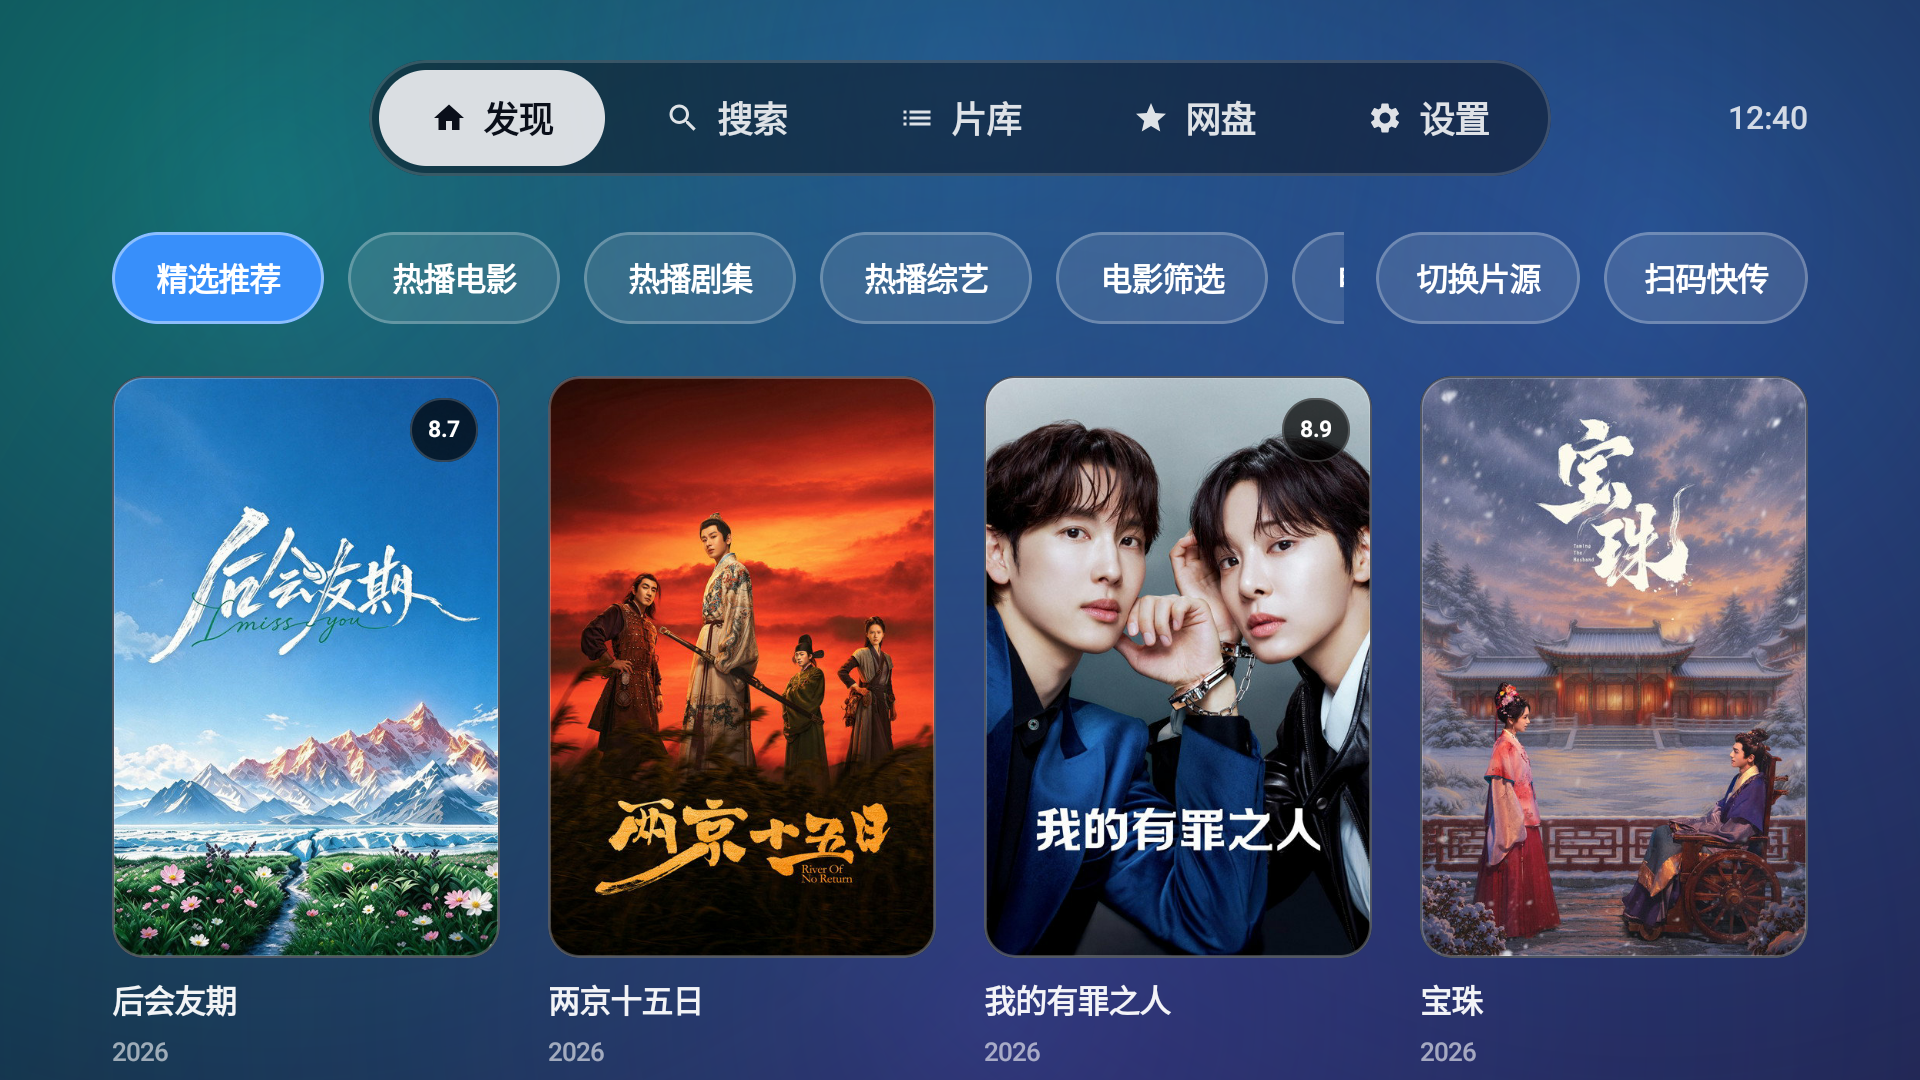 发现
搜索
片库
网盘
设置
12:40
精选推荐
热播电影
热播剧集
热播综艺
电影筛选
切换片源
扫码快传
8.7
后会友期
I miss you
两京十五日
River Of
No Return
8.9
我的有罪之人
宝珠
Taming
The
Husband
后会友期
2026
两京十五日
2026
我的有罪之人
2026
宝珠
2026